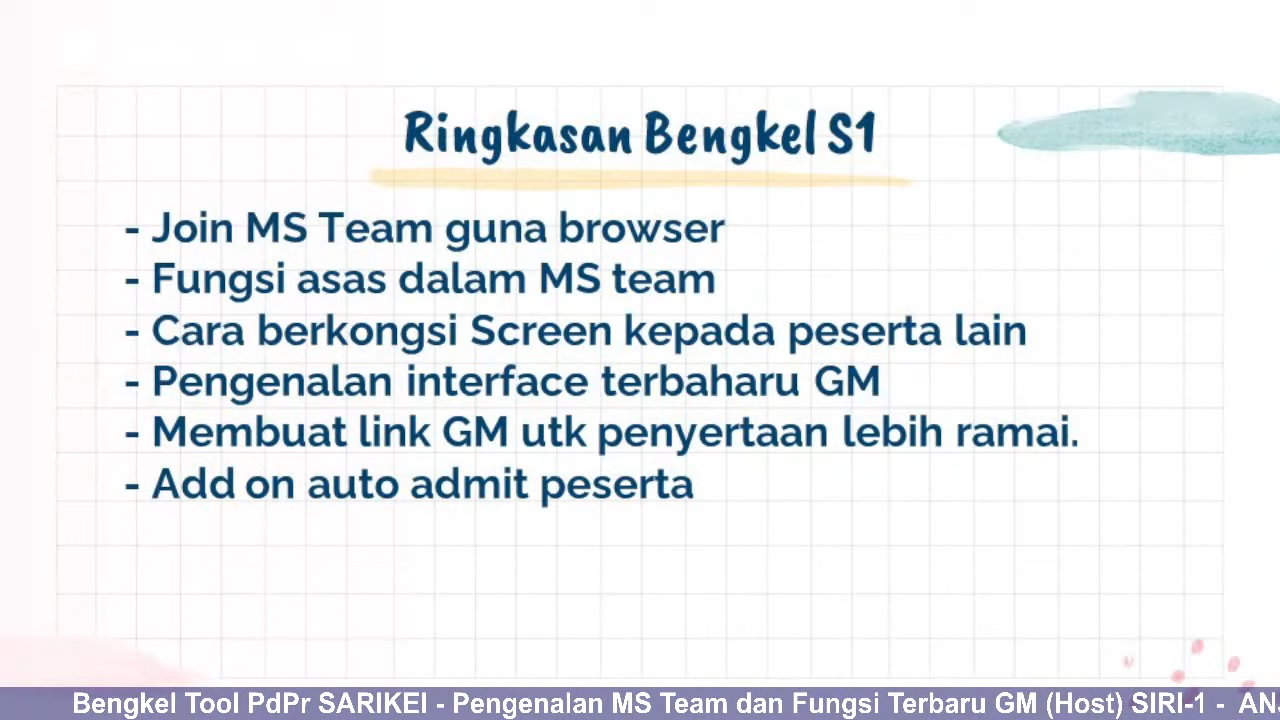 Ringkasan Bengkel S1
- Join MS Team guna browser
- Fungsi asas dalam MS team
- Cara berkongsi Screen kepada peserta lain
- Pengenalan interface terbaharu GM
- Membuat link GM utk penyertaan lebih ramai.
- Add on auto admit peserta
Bengkel Tool PdPr SARIKEI - Pengenalan MS Team dan Fungsi Terbaru GM (Host) SIRI-1 -